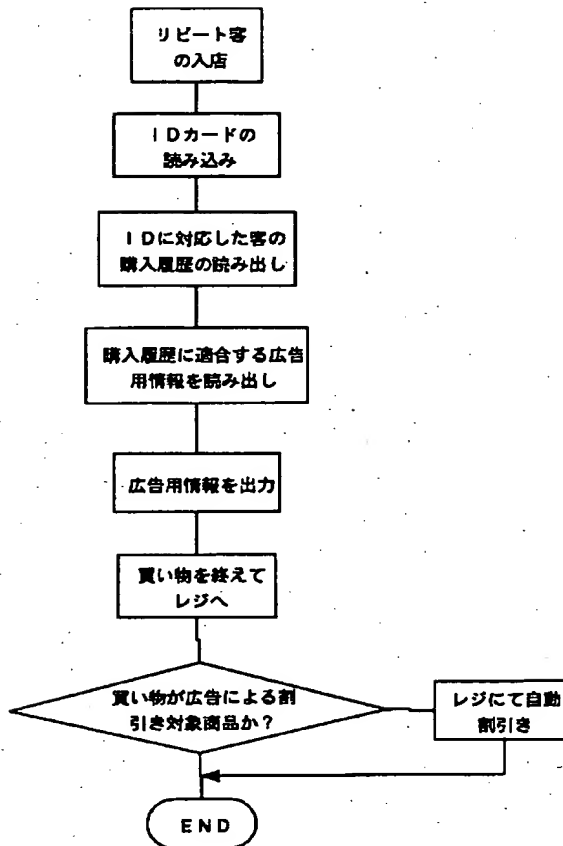 リピート客
の入店
IDカードの
読み込み
IDに対応した客の
購入履歴の読み出し
購入履歴に適合する広告
用情報を読み出し
広告用情報を出力
買い物を終えて
レジへ
買い物が広告による割
引き対象商品か?
レジにて自動
割引き
END